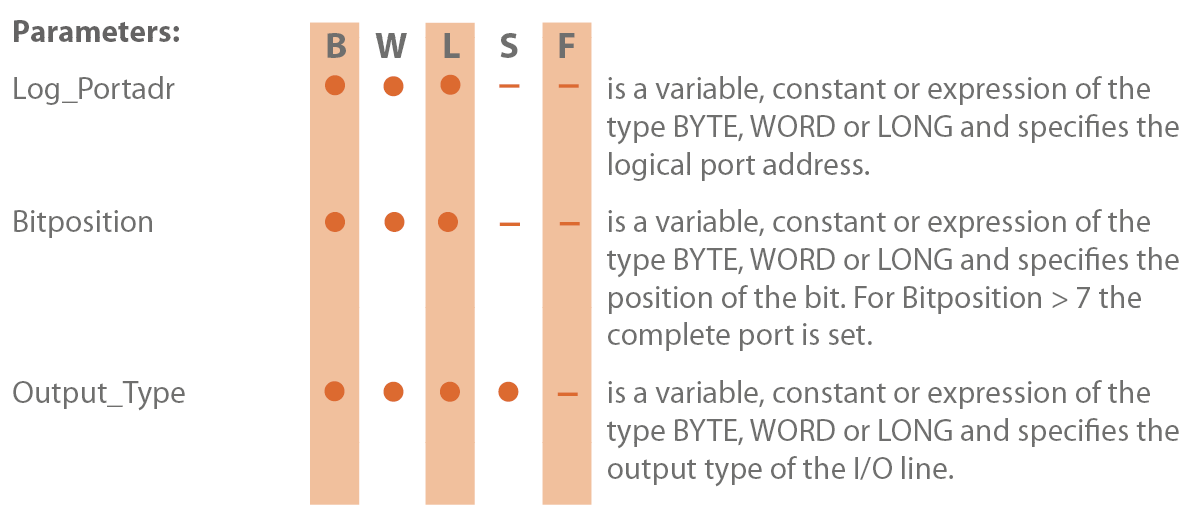 Parameters: B W L S F
Log_Portadr ● ● ● – – is a variable, constant or expression of the
type BYTE, WORD or LONG and specifies the
logical port address.
Bitposition ● ● ● – – is a variable, constant or expression of the
type BYTE, WORD or LONG and specifies the
position of the bit. For Bitposition > 7 the
complete port is set.
Output_Type ● ● ● ● – is a variable, constant or expression of the
type BYTE, WORD or LONG and specifies the
output type of the I/O line.